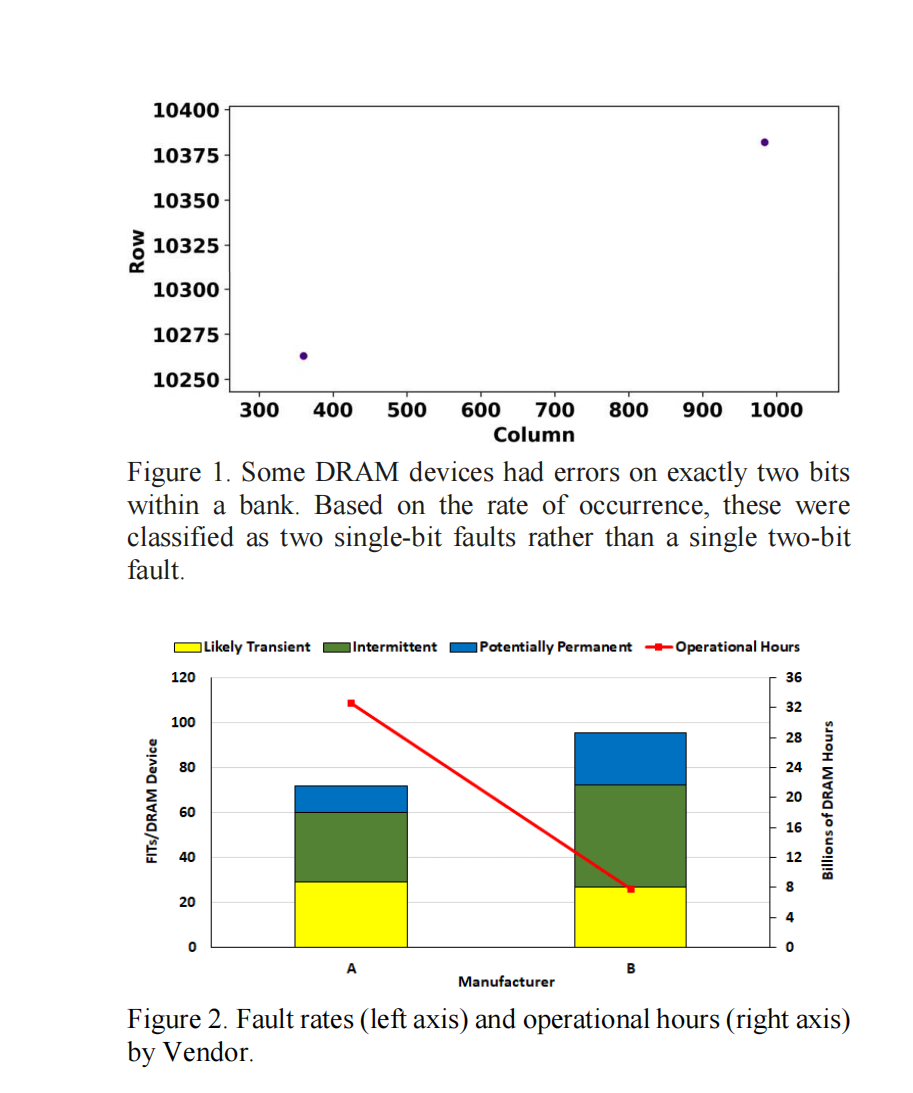 10400
10375
10350
10325
10300
10275
10250
Row
300 400 500 600 700 800 900 1000
Column
Figure 1. Some DRAM devices had errors on exactly two bits
within a bank. Based on the rate of occurrence, these were
classified as two single-bit faults rather than a single two-bit
fault.
Likely Transient Intermittent Potentially Permanent Operational Hours
120
100
80
60
40
20
0
FITs/DRAM Device
36
32
28
24
20
16
12
8
4
0
Billions of DRAM Hours
A B
Manufacturer
Figure 2. Fault rates (left axis) and operational hours (right axis)
by Vendor.